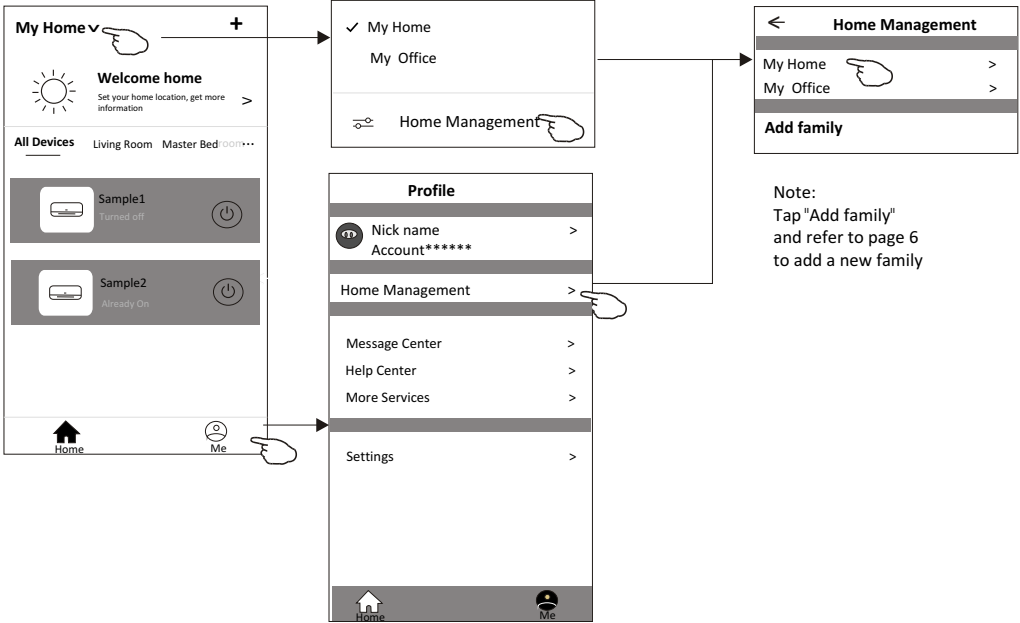 My Home
+
Welcome home
Set your home location, get more
information
>
All Devices Living Room Master Bedroom ...
Sample1
Turned off
Sample2
Already On
Home
Me
✓ My Home
My Office
Home Management
Profile
Nick name >
Account******
Home Management >
Message Center >
Help Center >
More Services >
Settings >
Home
Me
Home Management
My Home >
My Office >
Add family
Note:
Tap "Add family"
and refer to page 6
to add a new family